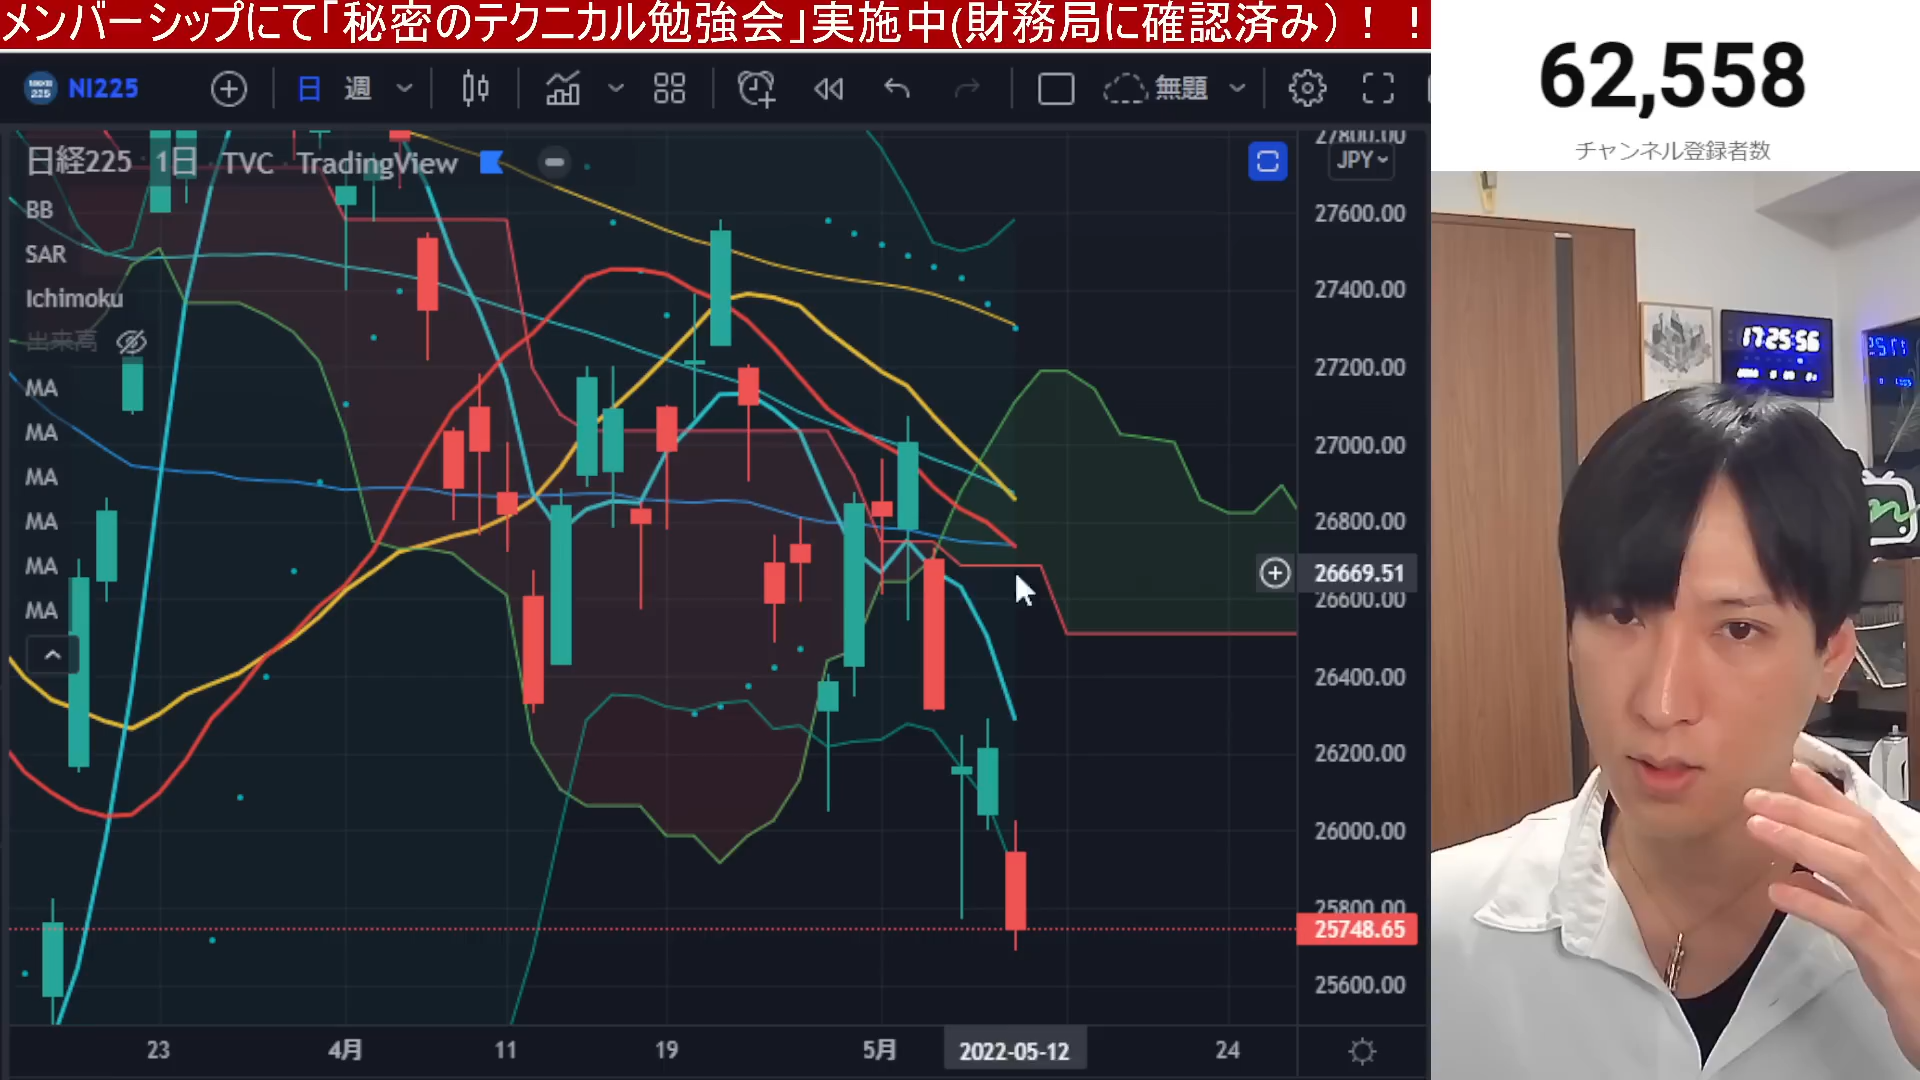 メンバーシップにて「秘密のテクニカル勉強会」実施中(財務局に確認済み)！！
62,558
チャンネル登録者数
NI225
日
週
無題
日経225 1日 TVC TradingView
JPY
BB
SAR
Ichimoku
出来高
MA
MA
MA
MA
MA
MA
27800.00
27600.00
27400.00
27200.00
27000.00
26800.00
26669.51
26600.00
26400.00
26200.00
26000.00
25800.00
25748.65
25600.00
23
4月
11
19
5月
2022-05-12
24
17:25:56